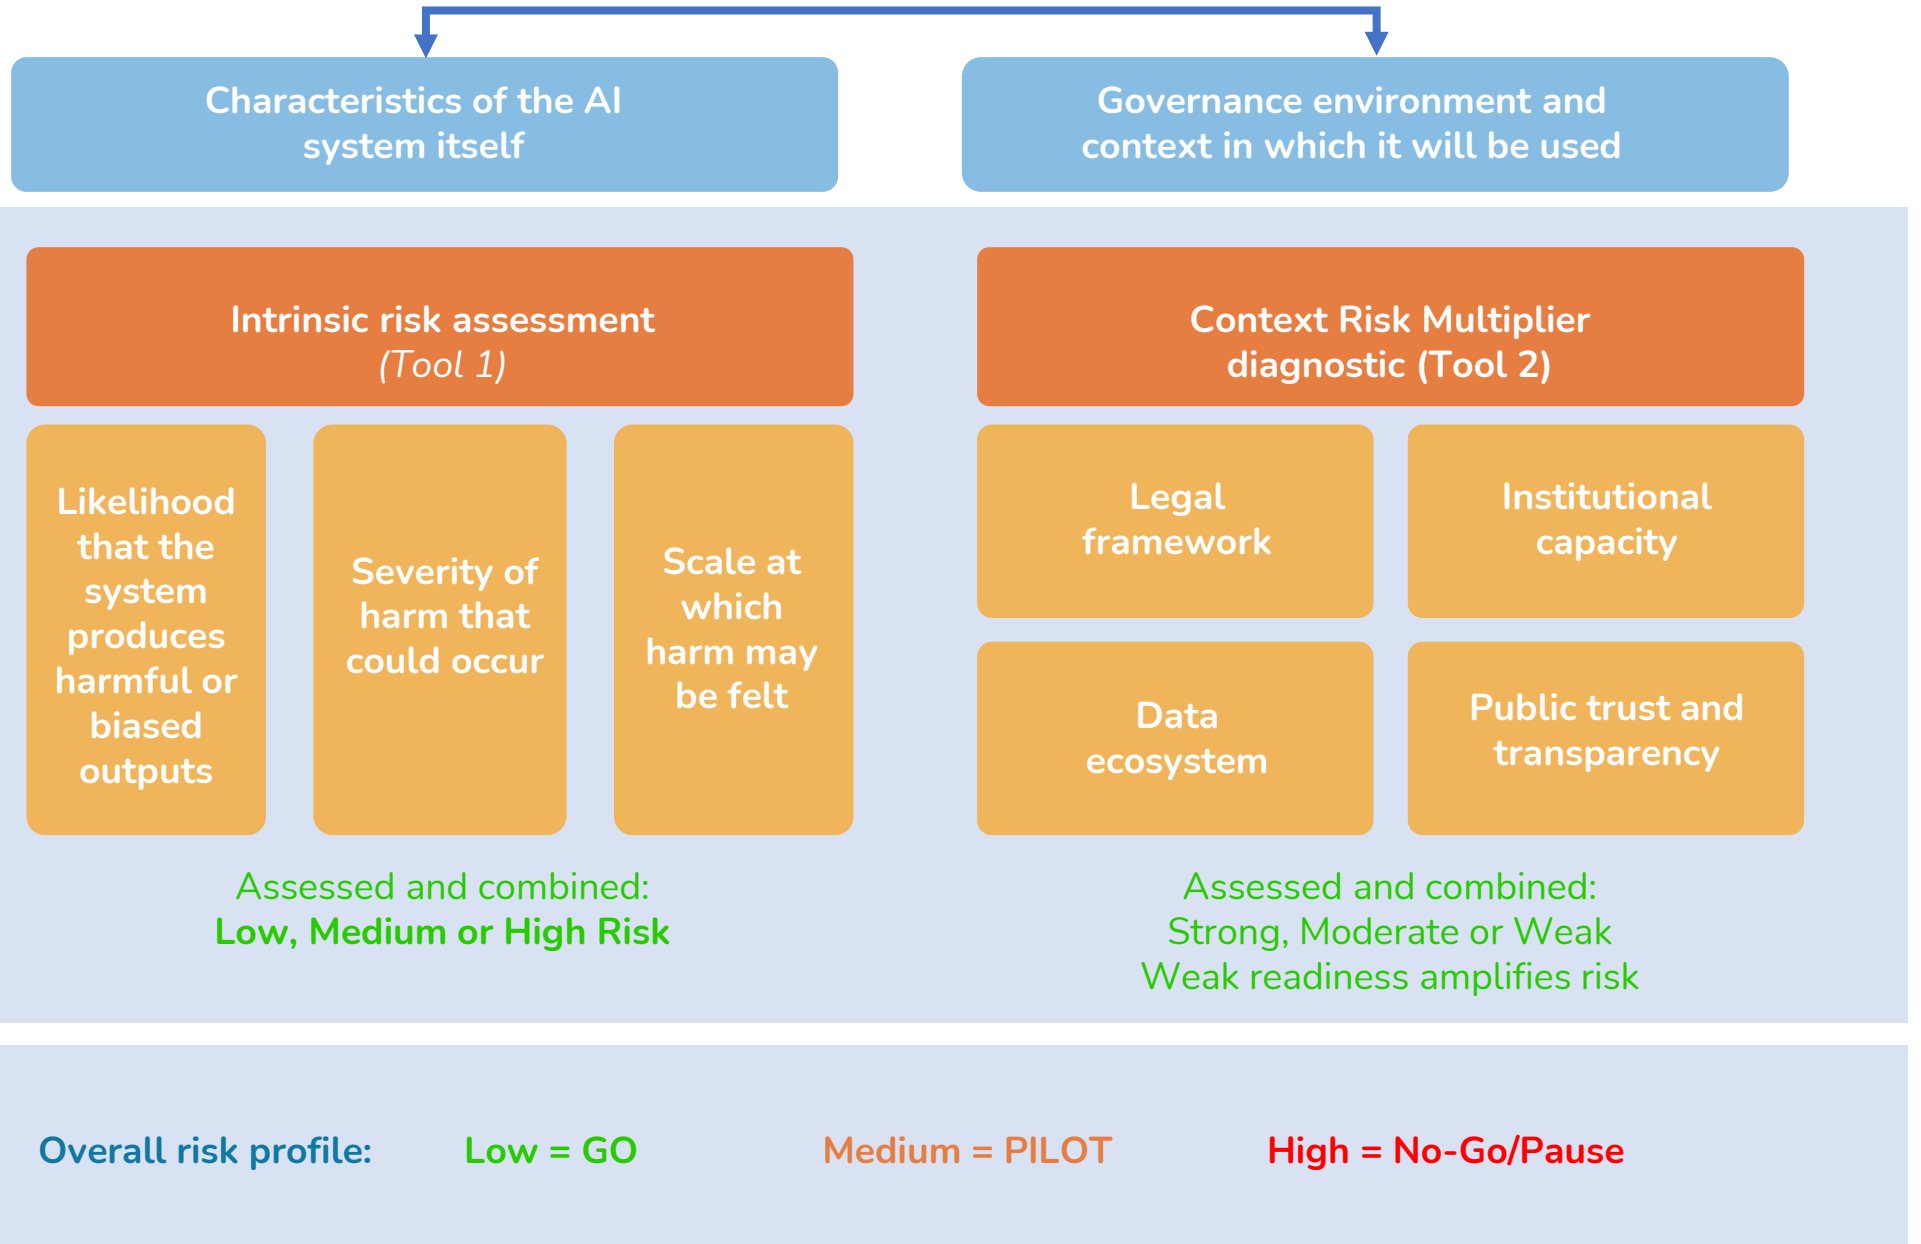 Characteristics of the AI
system itself
Governance environment and
context in which it will be used
Intrinsic risk assessment
(Tool 1)
Context Risk Multiplier
diagnostic (Tool 2)
Likelihood
that the
system
produces
harmful or
biased
outputs
Severity of
harm that
could occur
Scale at
which
harm may
be felt
Legal
framework
Institutional
capacity
Data
ecosystem
Public trust and
transparency
Assessed and combined:
Low, Medium or High Risk
Assessed and combined:
Strong, Moderate or Weak
Weak readiness amplifies risk
Overall risk profile: Low = GO Medium = PILOT High = No-Go/Pause